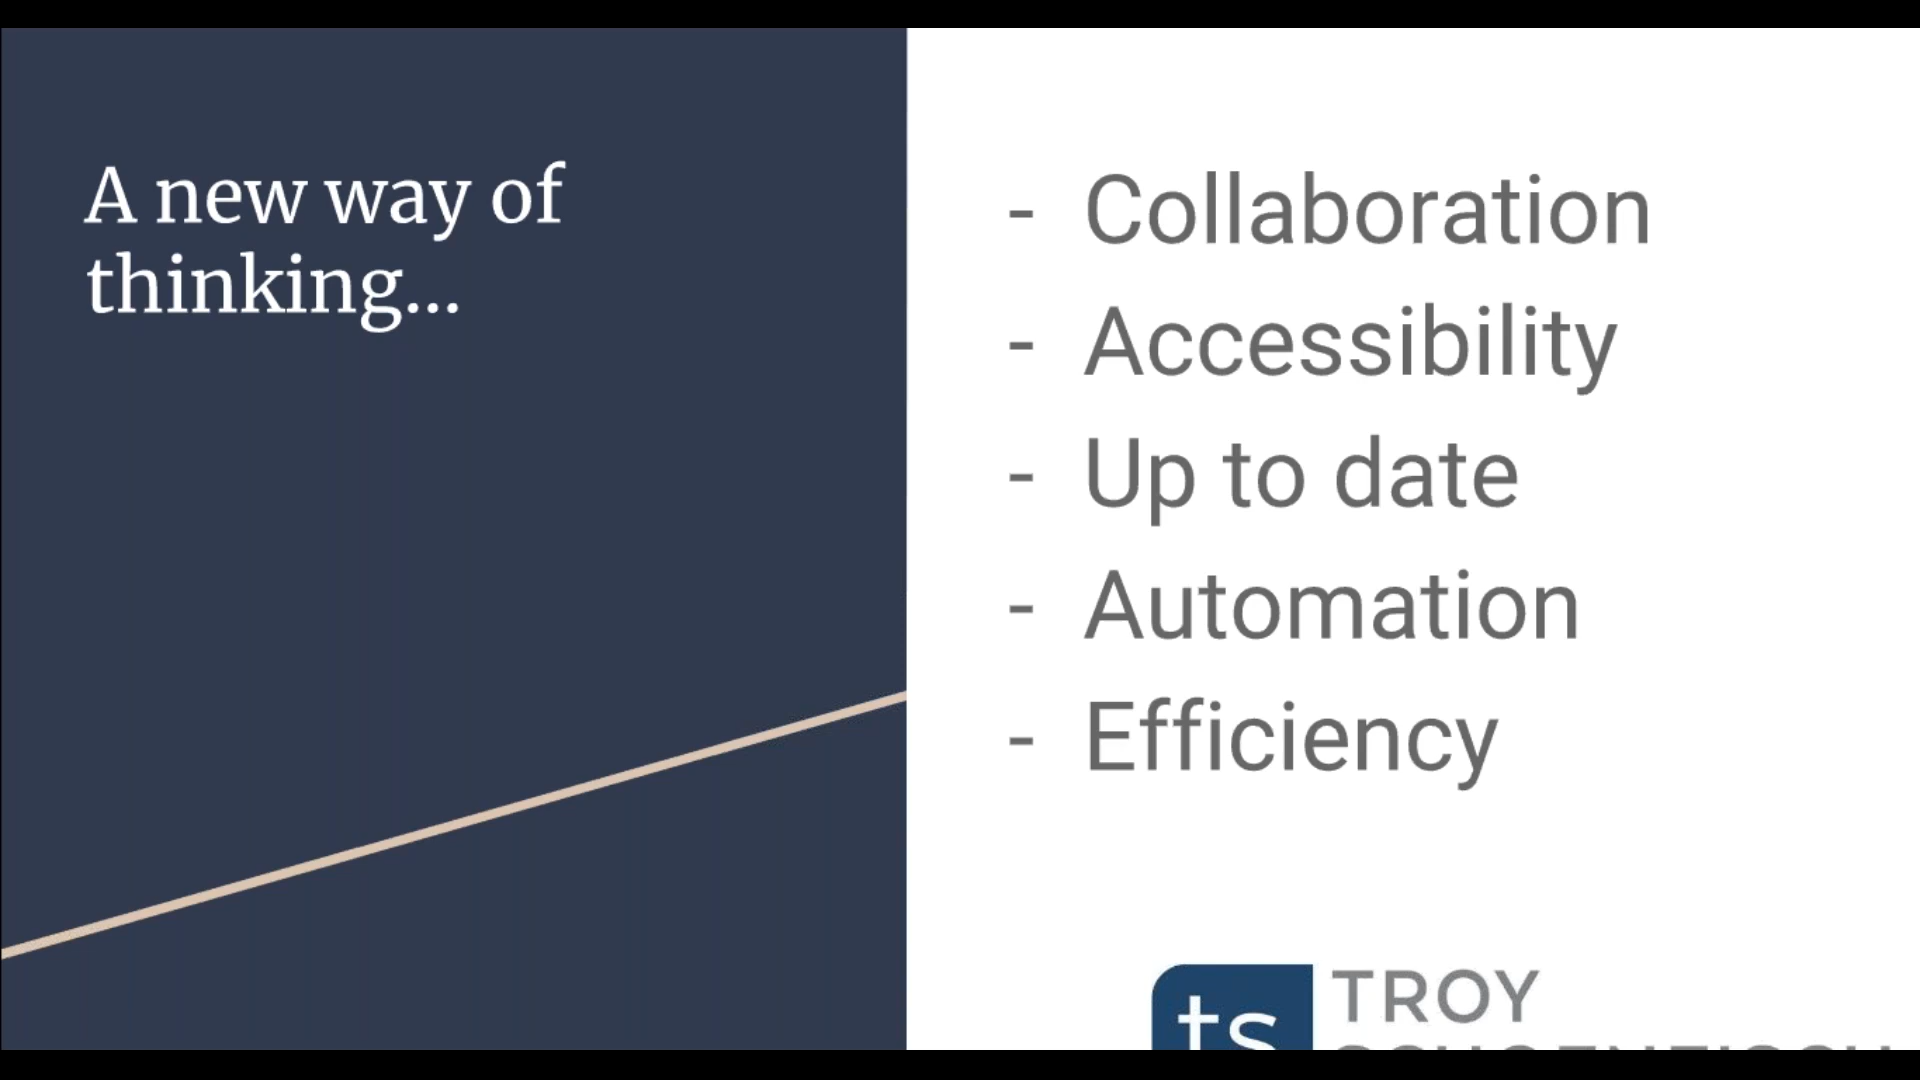 A new way of
thinking...
- Collaboration
- Accessibility
- Up to date
- Automation
- Efficiency
ts
TROY